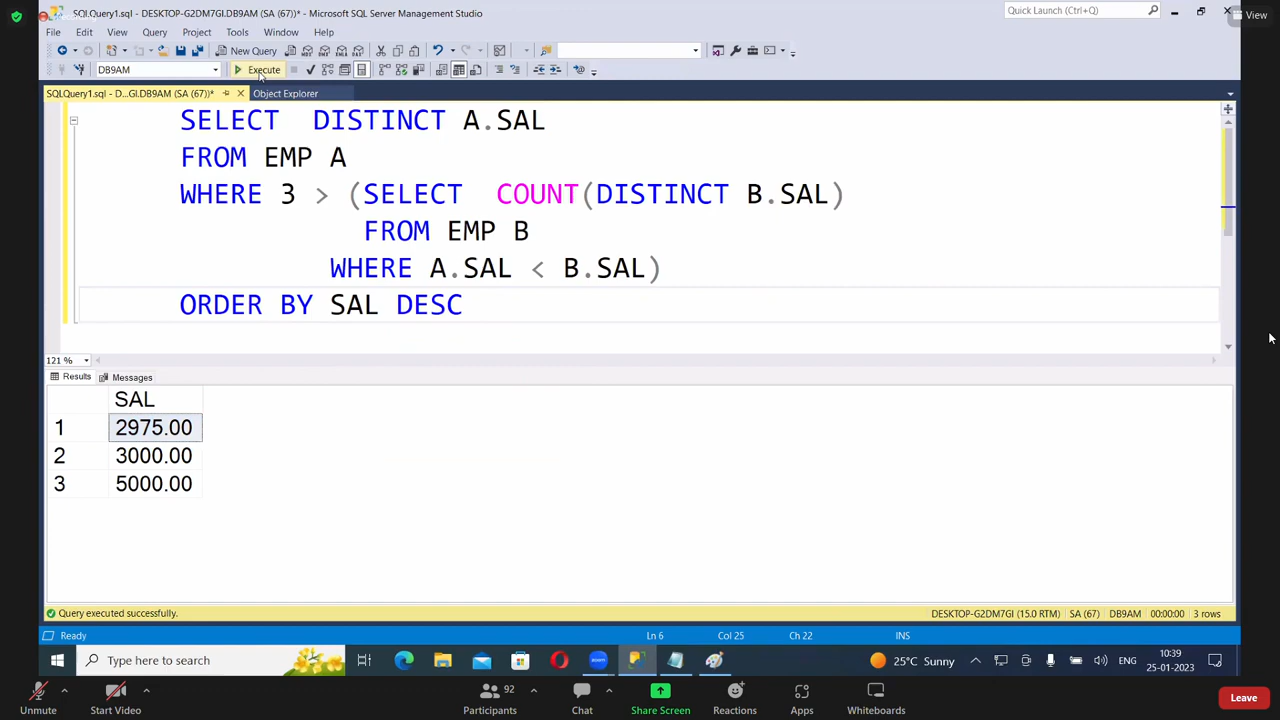 SQLQuery1.sql - DESKTOP-G2DM7GI.DB9AM (SA (67))* - Microsoft SQL Server Management Studio
Quick Launch (Ctrl+Q)
View
File Edit View Query Project Tools Window Help
New Query
DB9AM
Execute
SQLQuery1.sql - D...GI.DB9AM (SA (67))*
Object Explorer
SELECT DISTINCT A.SAL
FROM EMP A
WHERE 3 > (SELECT COUNT(DISTINCT B.SAL)
FROM EMP B
WHERE A.SAL < B.SAL)
ORDER BY SAL DESC
121 %
Results Messages
SAL
1 2975.00
2 3000.00
3 5000.00
Query executed successfully.
DESKTOP-G2DM7GI (15.0 RTM) SA (67) DB9AM 00:00:00 3 rows
Ready Ln 6 Col 25 Ch 22 INS
Type here to search
25°C Sunny
ENG
10:39
25-01-2023
92
Unmute Start Video Participants Chat Share Screen Reactions Apps Whiteboards
Leave